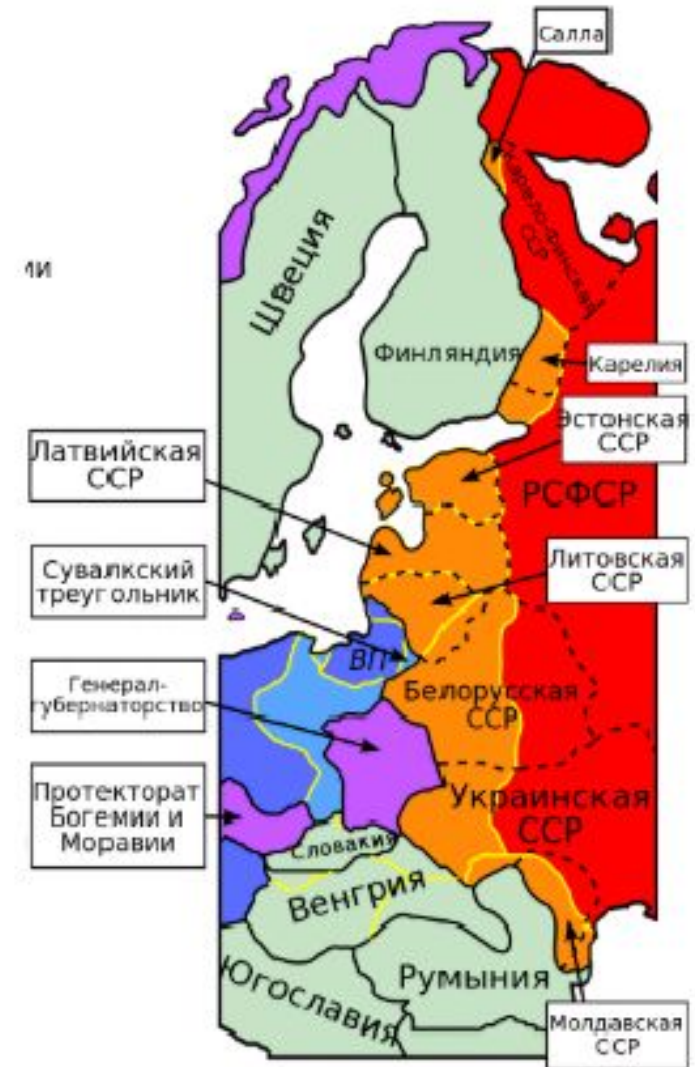 Салла
Карело-Финская
ССР
ии
Швеция
Финляндия
Карелия
Эстонская
ССР
Латвийская
ССР
РСФСР
Сувалкский
треугольник
Литовская
ССР
ВП
Генерал-
губернаторство
Белорусская
ССР
Протекторат
Богемии и
Моравии
Украинская
ССР
Словакия
Венгрия
Румыния
Югославия
Молдавская
ССР